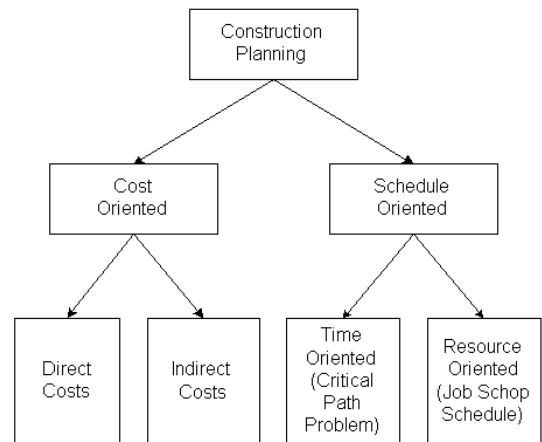 Construction
Planning
Cost
Oriented
Schedule
Oriented
Direct
Costs
Indirect
Costs
Time
Oriented
(Critical
Path
Problem)
Resource
Oriented
(Job Schop
Schedule)